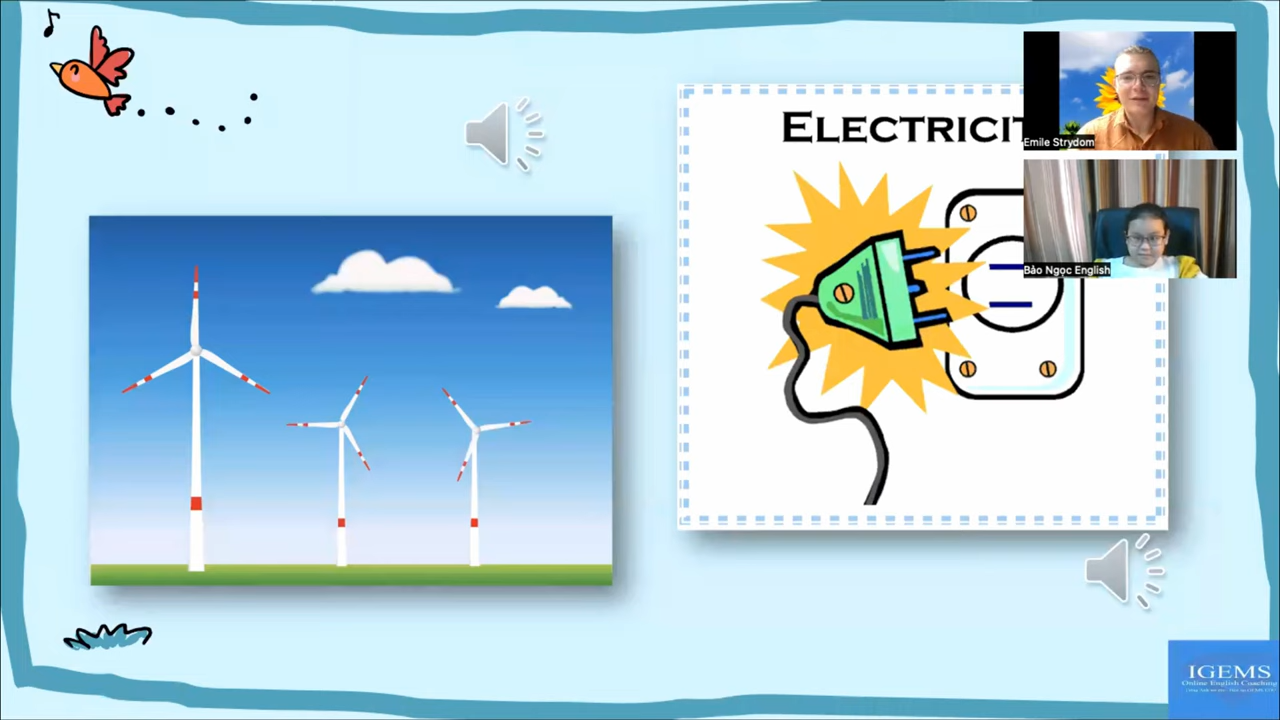 ELECTRICIT
Emile Strydom
Bảo Ngọc English
IGEMS
Online English Coaching